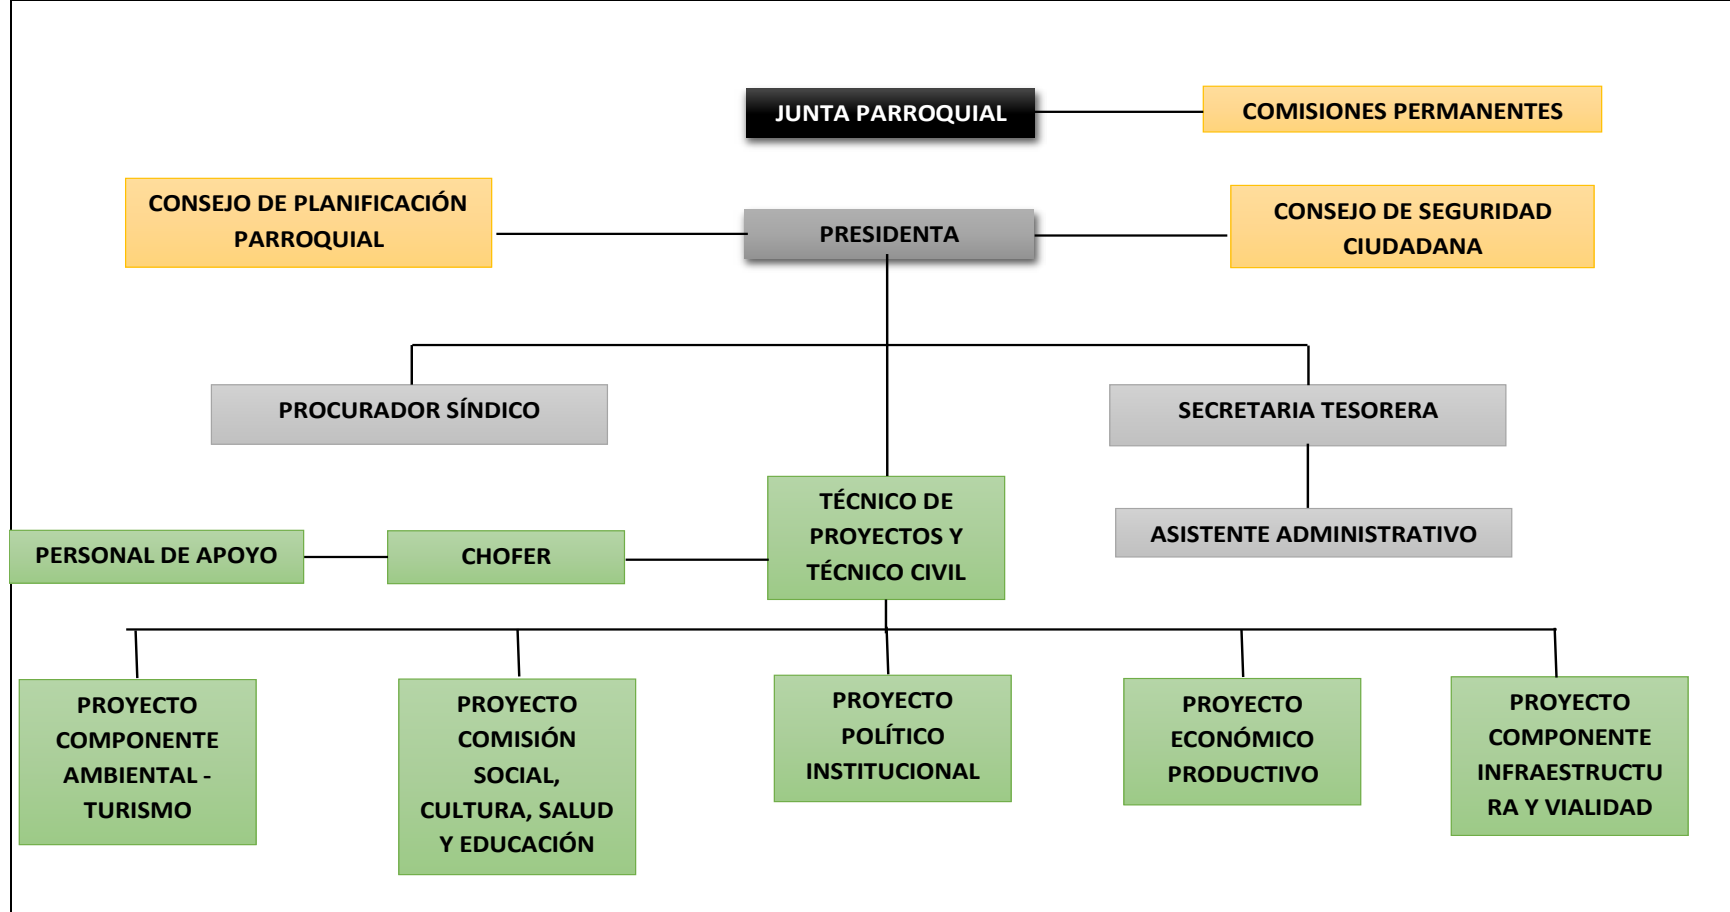 JUNTA PARROQUIAL
COMISIONES PERMANENTES
CONSEJO DE PLANIFICACIÓN
PARROQUIAL
PRESIDENTA
CONSEJO DE SEGURIDAD
CIUDADANA
PROCURADOR SÍNDICO
SECRETARIA TESORERA
TÉCNICO DE
PROYECTOS Y
TÉCNICO CIVIL
ASISTENTE ADMINISTRATIVO
PERSONAL DE APOYO
CHOFER
PROYECTO
COMPONENTE
AMBIENTAL -
TURISMO
PROYECTO
COMISIÓN
SOCIAL,
CULTURA, SALUD
Y EDUCACIÓN
PROYECTO
POLÍTICO
INSTITUCIONAL
PROYECTO
ECONÓMICO
PRODUCTIVO
PROYECTO
COMPONENTE
INFRAESTRUCTU
RA Y VIALIDAD